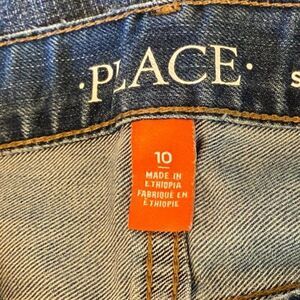 ·PLACE· S
10
MADE IN
ETHIOPIA
FABRIQUÉ EN
ÉTHIOPIE